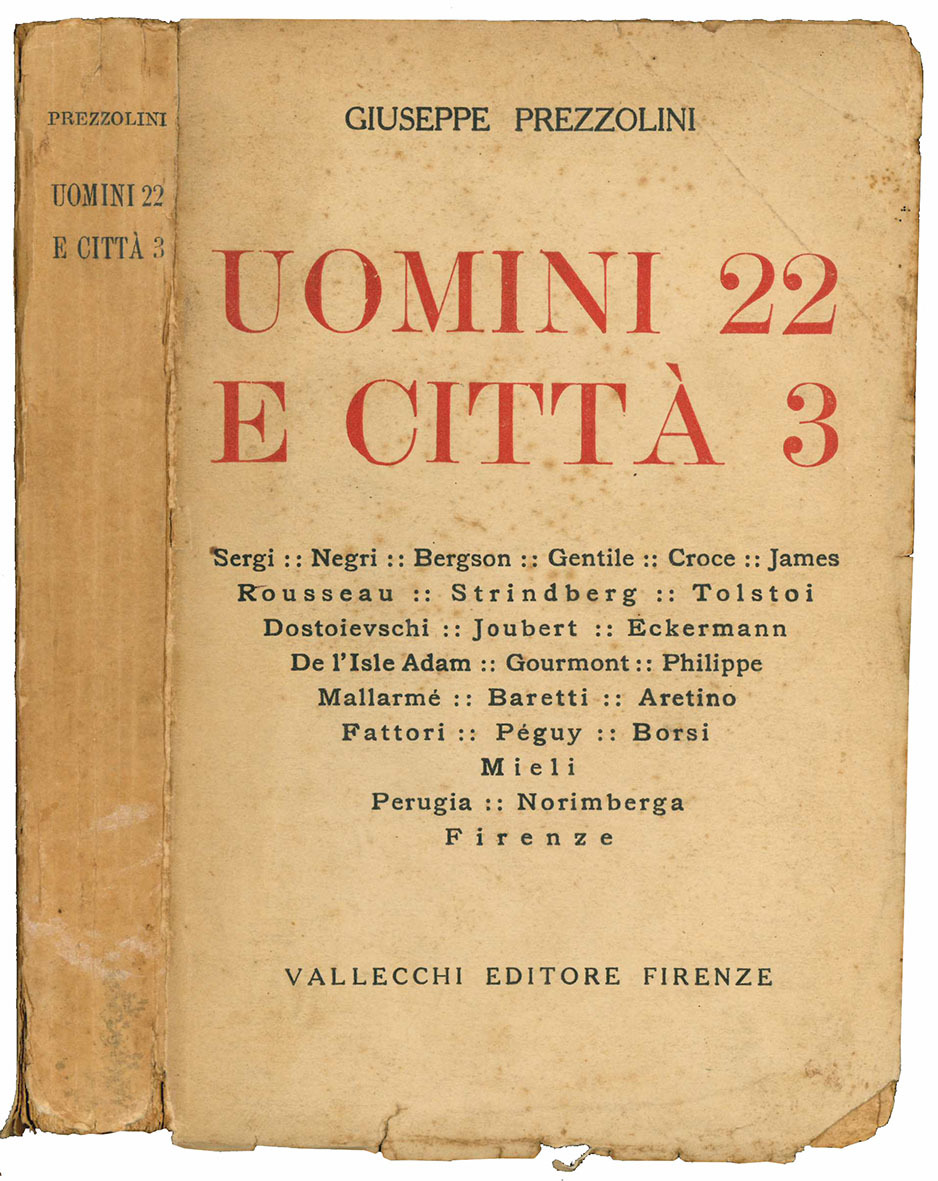 PREZZOLINI
UOMINI 22
E CITTÀ 3
GIUSEPPE PREZZOLINI
UOMINI 22
E CITTÀ 3
Sergi :: Negri :: Bergson :: Gentile :: Croce :: James
Rousseau :: Strindberg :: Tolstoi
Dostoievschi :: Joubert :: Eckermann
De l'Isle Adam :: Gourmont :: Philippe
Mallarmé :: Baretti :: Aretino
Fattori :: Péguy :: Borsi
Mieli
Perugia :: Norimberga
Firenze
VALLECCHI EDITORE FIRENZE